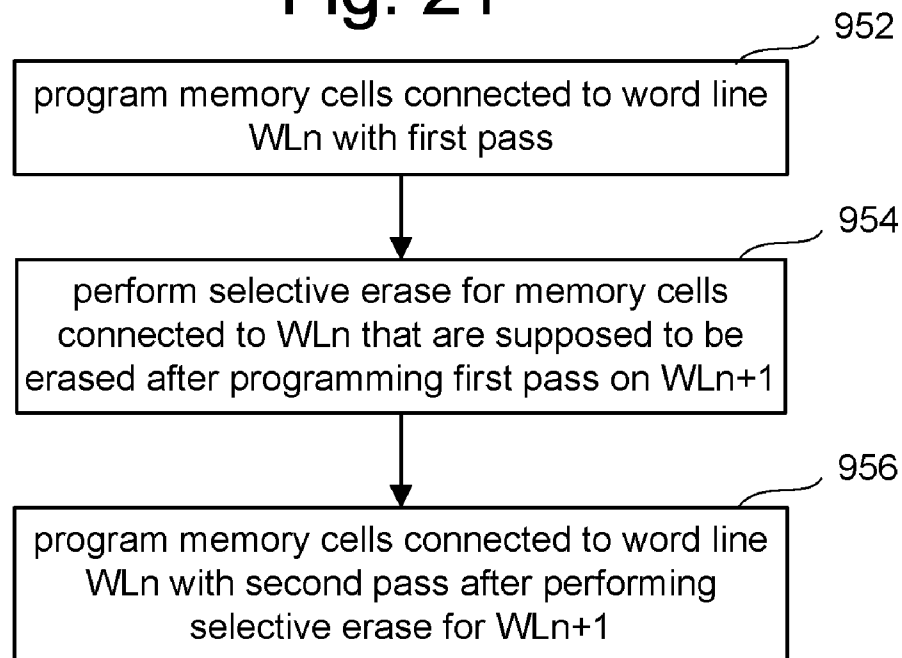 Fig. 21
952
program memory cells connected to word line
WLn with first pass
954
perform selective erase for memory cells
connected to WLn that are supposed to be
erased after programming first pass on WLn+1
956
program memory cells connected to word line
WLn with second pass after performing
selective erase for WLn+1